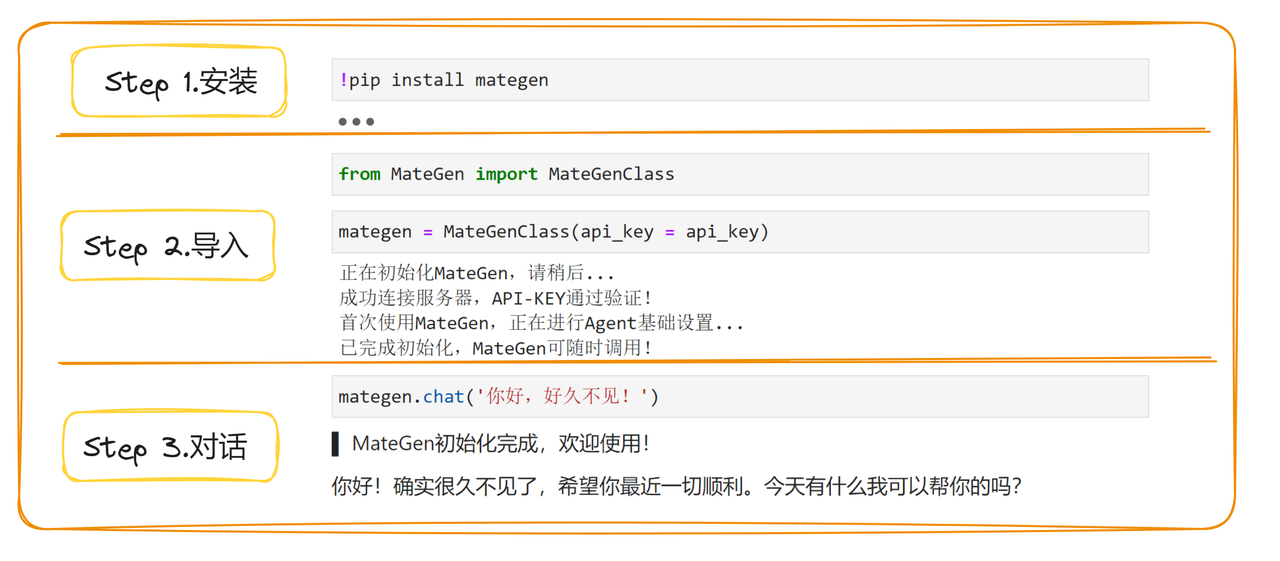 Step 1.安装
!pip install mategen
•••
Step 2.导入
from MateGen import MateGenClass
mategen = MateGenClass(api_key = api_key)
正在初始化MateGen，请稍后...
成功连接服务器，API-KEY通过验证！
首次使用MateGen，正在进行Agent基础设置...
已完成初始化，MateGen可随时调用！
Step 3.对话
mategen.chat('你好，好久不见！')
MateGen初始化完成，欢迎使用！
你好！确实很久不见了，希望你最近一切顺利。今天有什么我可以帮你的吗？